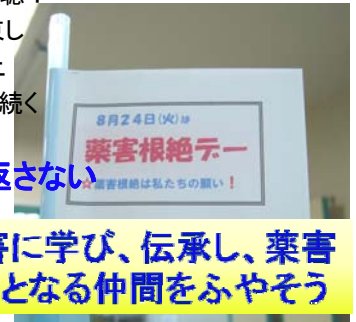 続く
8月24日(火)は
薬害根絶デー
☆薬害根絶は私たちの願い!
返さない
害に学び、伝承し、薬害
となる仲間をふやそう